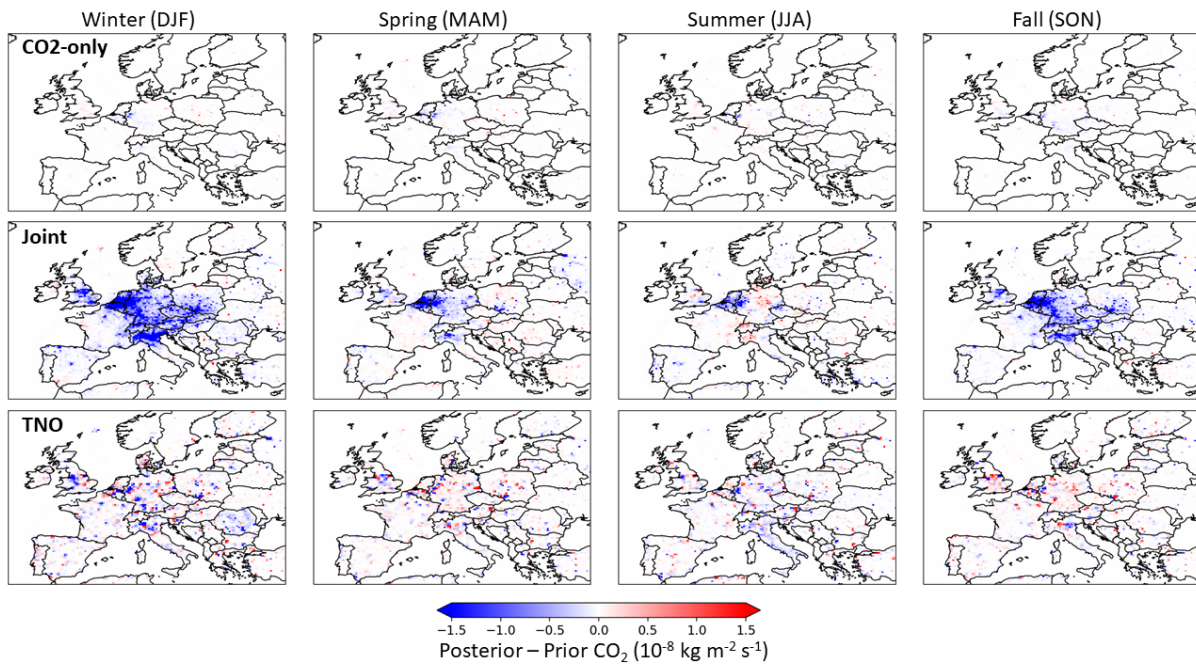 Winter (DJF) Spring (MAM) Summer (JJA) Fall (SON)
CO2-only
Joint
TNO
−1.5 −1.0 −0.5 0.0 0.5 1.0 1.5
Posterior – Prior CO₂ (10⁻⁸ kg m⁻² s⁻¹)